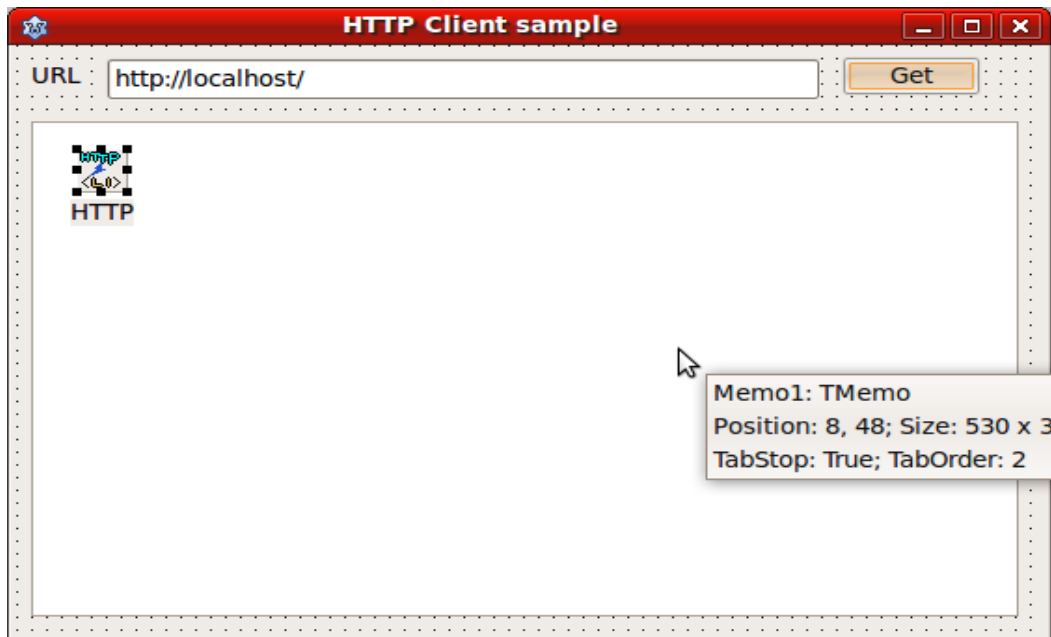 HTTP Client sample
URL http://localhost/ Get
HTTP
HTTP
Memo1: TMemo
Position: 8, 48; Size: 530 x 3
TabStop: True; TabOrder: 2